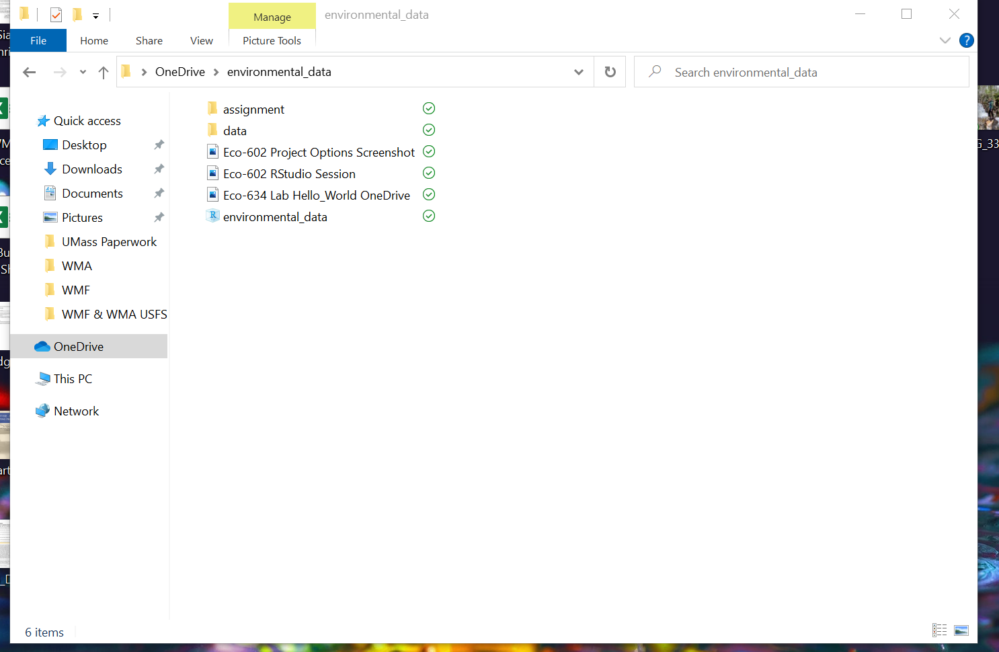 Manage
environmental_data
File
Home
Share
View
Picture Tools
?
OneDrive
environmental_data
Search environmental_data
Quick access
Desktop
Downloads
Documents
Pictures
UMass Paperwork
WMA
WMF
WMF & WMA USFS
OneDrive
This PC
Network
assignment
data
Eco-602 Project Options Screenshot
Eco-602 RStudio Session
Eco-634 Lab Hello_World OneDrive
R
environmental_data
6 items
G_33